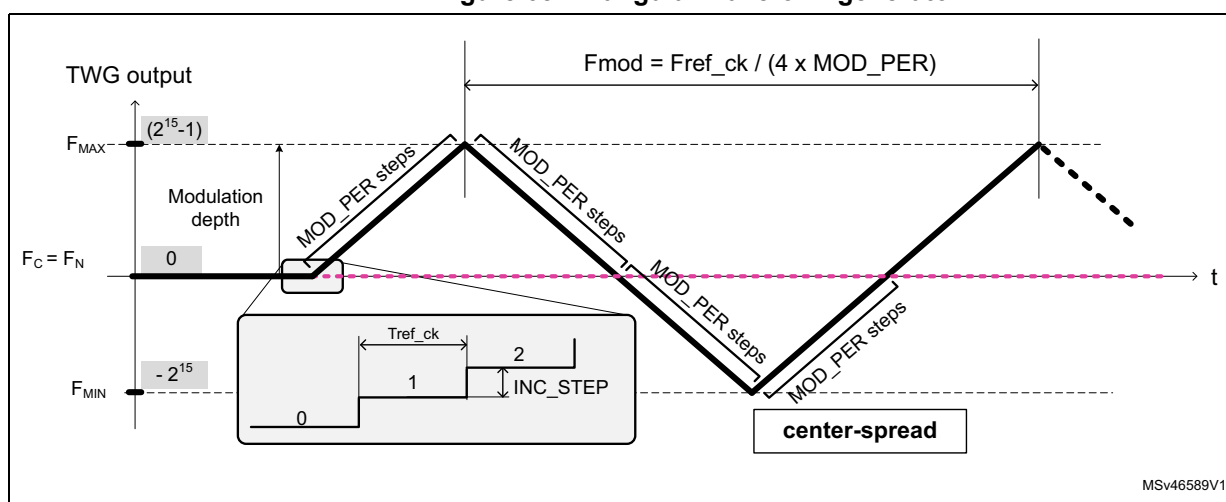 Fmod = Fref_ck / (4 x MOD_PER)
TWG output
F_MAX
(2^15-1)
MOD_PER steps
MOD_PER steps
Modulation
depth
F_C = F_N
0
t
MOD_PER steps
MOD_PER steps
Tref_ck
0
1
2
INC_STEP
F_MIN
- 2^15
center-spread
MSv46589V1